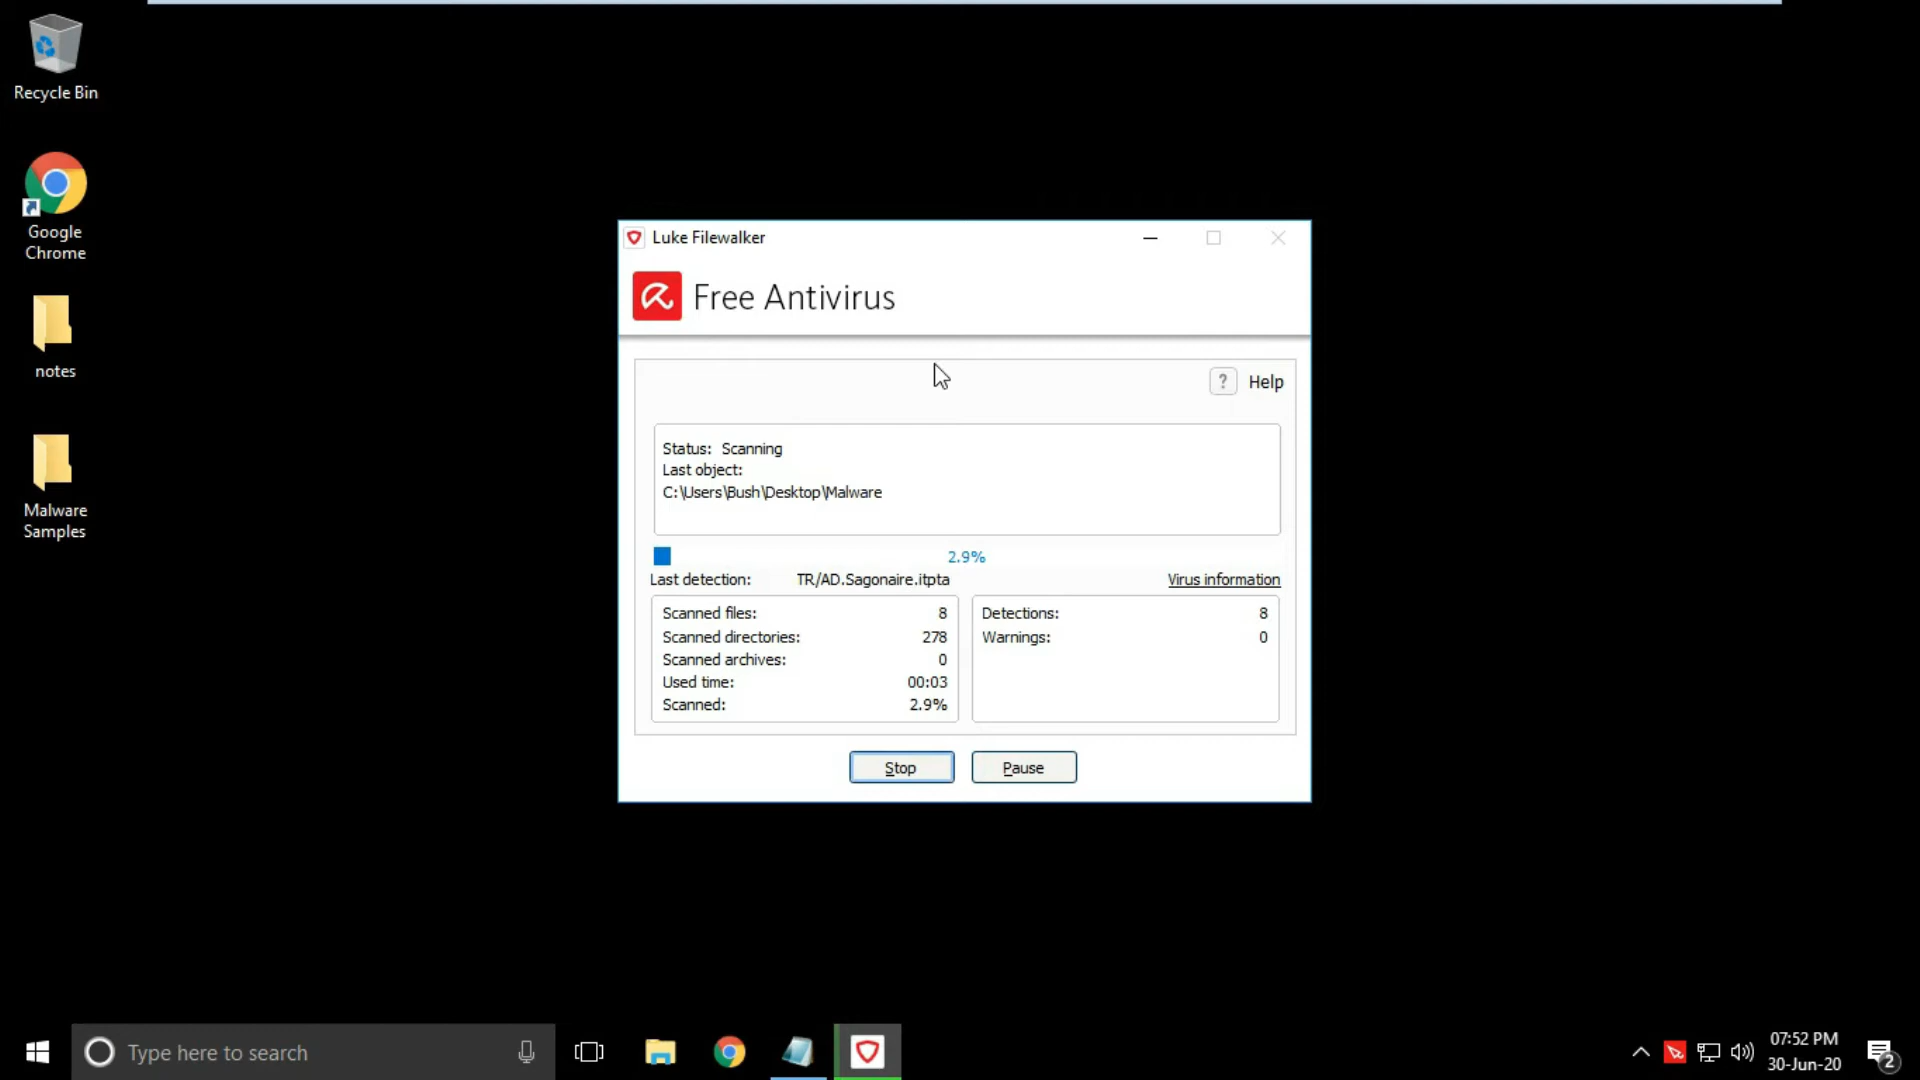 Recycle Bin
Google
Chrome
notes
Malware
Samples
Luke Filewalker
Free Antivirus
? Help
Status: Scanning
Last object:
C:\Users\Bush\Desktop\Malware
2.9%
Last detection: TR/AD.Sagonaire.itpta Virus information
Scanned files: 8
Scanned directories: 278
Scanned archives: 0
Used time: 00:03
Scanned: 2.9%
Detections: 8
Warnings: 0
Stop Pause
Type here to search
07:52 PM
30-Jun-20
2